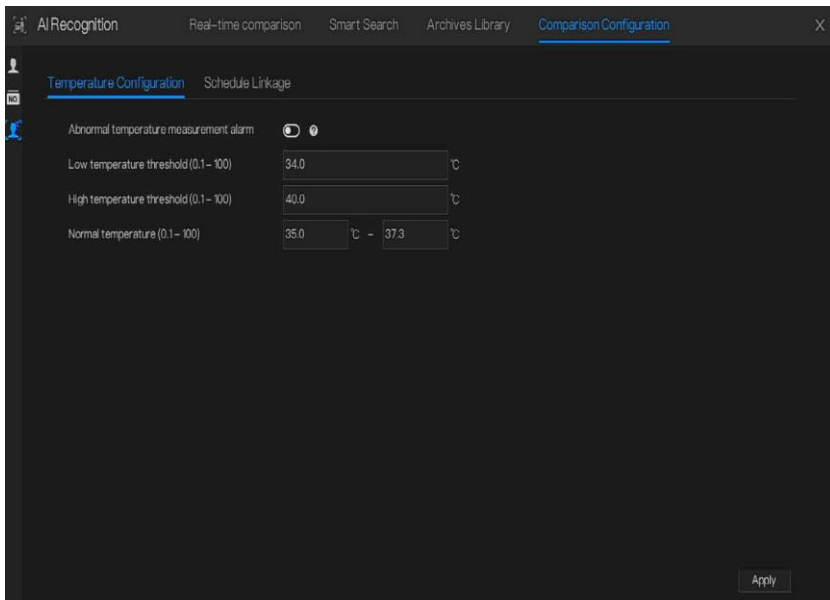 AI Recognition Real-time comparison Smart Search Archives Library Comparison Configuration X
Temperature Configuration Schedule Linkage
NO.
Abnormal temperature measurement alarm ?
Low temperature threshold (0.1-100) 34.0 ℃
High temperature threshold (0.1-100) 40.0 ℃
Normal temperature (0.1-100) 35.0 ℃ - 37.3 ℃
Apply